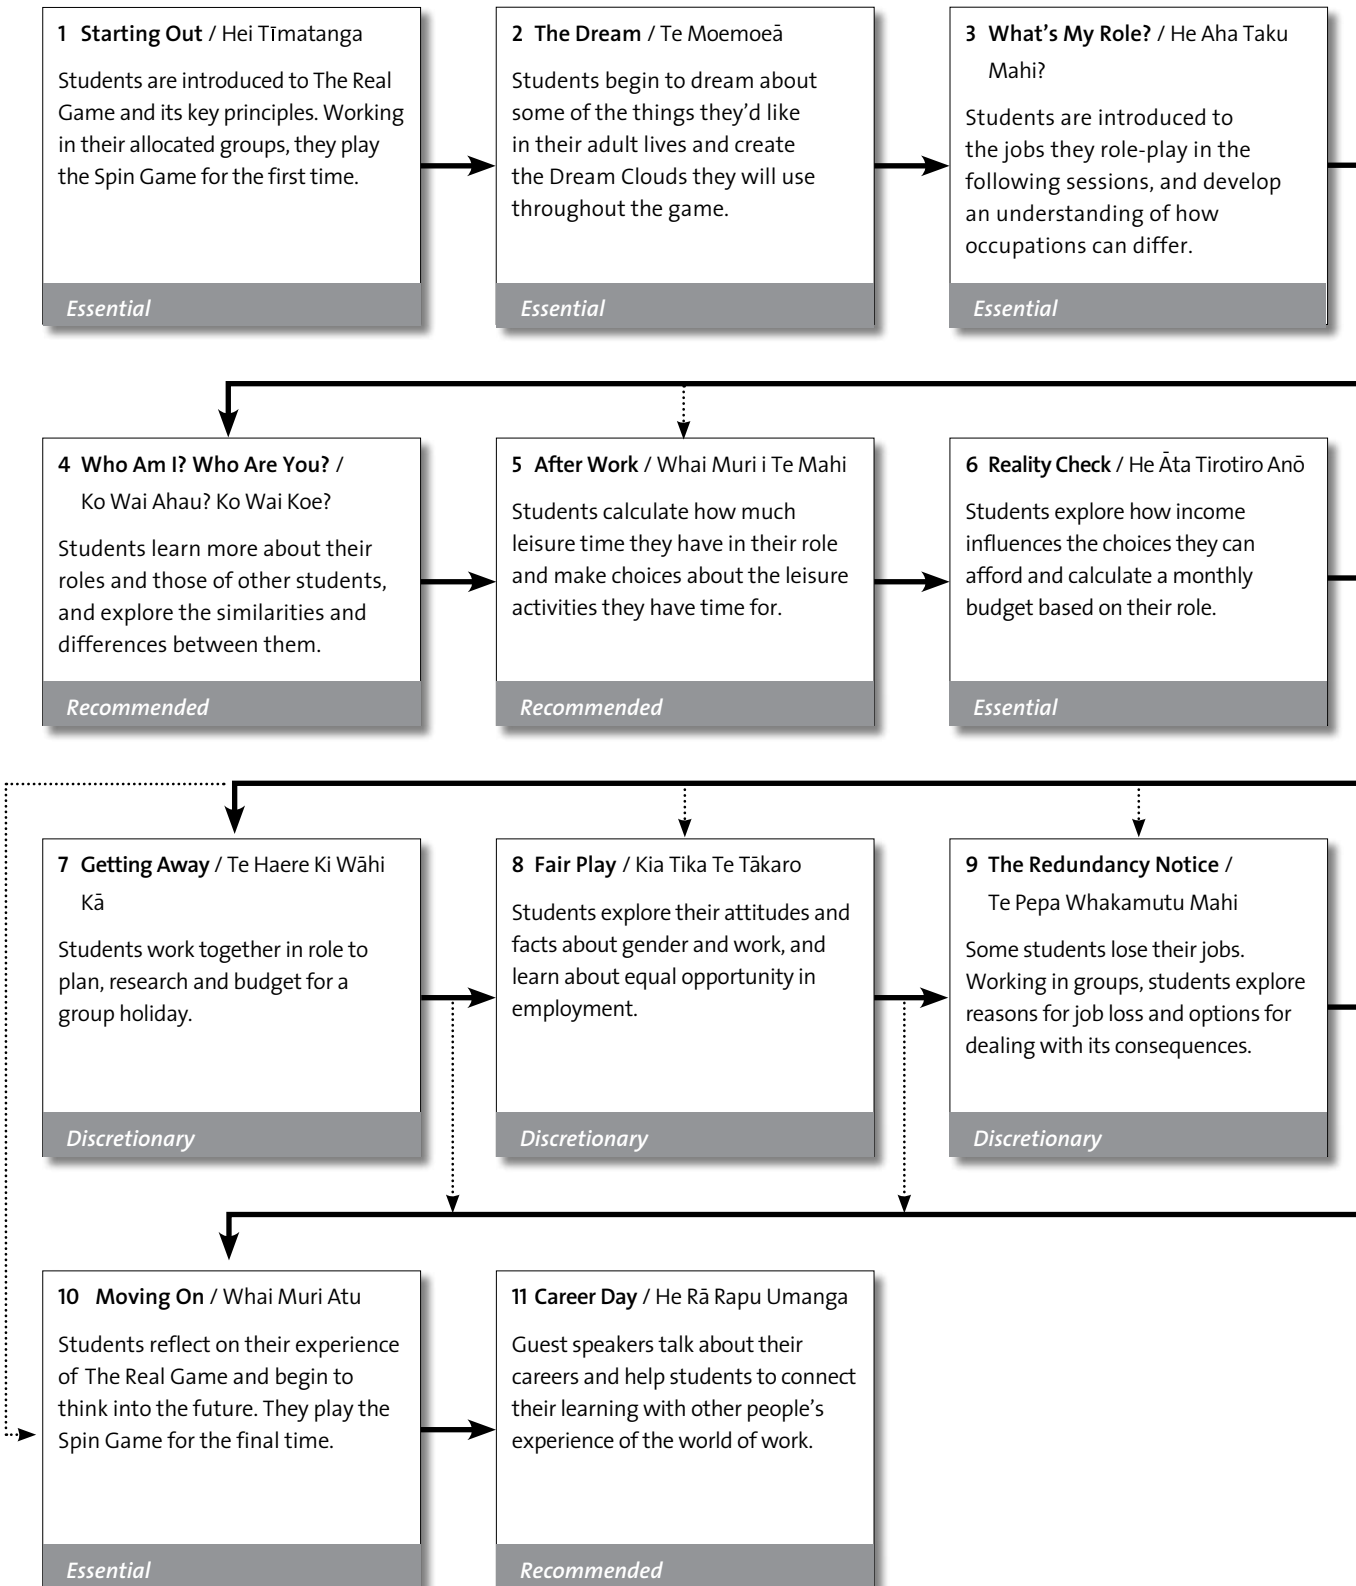 1 Starting Out / Hei Tīmatanga
Students are introduced to The Real
Game and its key principles. Working
in their allocated groups, they play
the Spin Game for the first time.
Essential
2 The Dream / Te Moemoeā
Students begin to dream about
some of the things they'd like
in their adult lives and create
the Dream Clouds they will use
throughout the game.
Essential
3 What's My Role? / He Aha Taku
Mahi?
Students are introduced to
the jobs they role-play in the
following sessions, and develop
an understanding of how
occupations can differ.
Essential
4 Who Am I? Who Are You? /
Ko Wai Ahau? Ko Wai Koe?
Students learn more about their
roles and those of other students,
and explore the similarities and
differences between them.
Recommended
5 After Work / Whai Muri i Te Mahi
Students calculate how much
leisure time they have in their role
and make choices about the leisure
activities they have time for.
Recommended
6 Reality Check / He Āta Tirotiro Anō
Students explore how income
influences the choices they can
afford and calculate a monthly
budget based on their role.
Essential
7 Getting Away / Te Haere Ki Wāhi
Kā
Students work together in role to
plan, research and budget for a
group holiday.
Discretionary
8 Fair Play / Kia Tika Te Tākaro
Students explore their attitudes and
facts about gender and work, and
learn about equal opportunity in
employment.
Discretionary
9 The Redundancy Notice /
Te Pepa Whakamutu Mahi
Some students lose their jobs.
Working in groups, students explore
reasons for job loss and options for
dealing with its consequences.
Discretionary
10 Moving On / Whai Muri Atu
Students reflect on their experience
of The Real Game and begin to
think into the future. They play the
Spin Game for the final time.
Essential
11 Career Day / He Rā Rapu Umanga
Guest speakers talk about their
careers and help students to connect
their learning with other people's
experience of the world of work.
Recommended